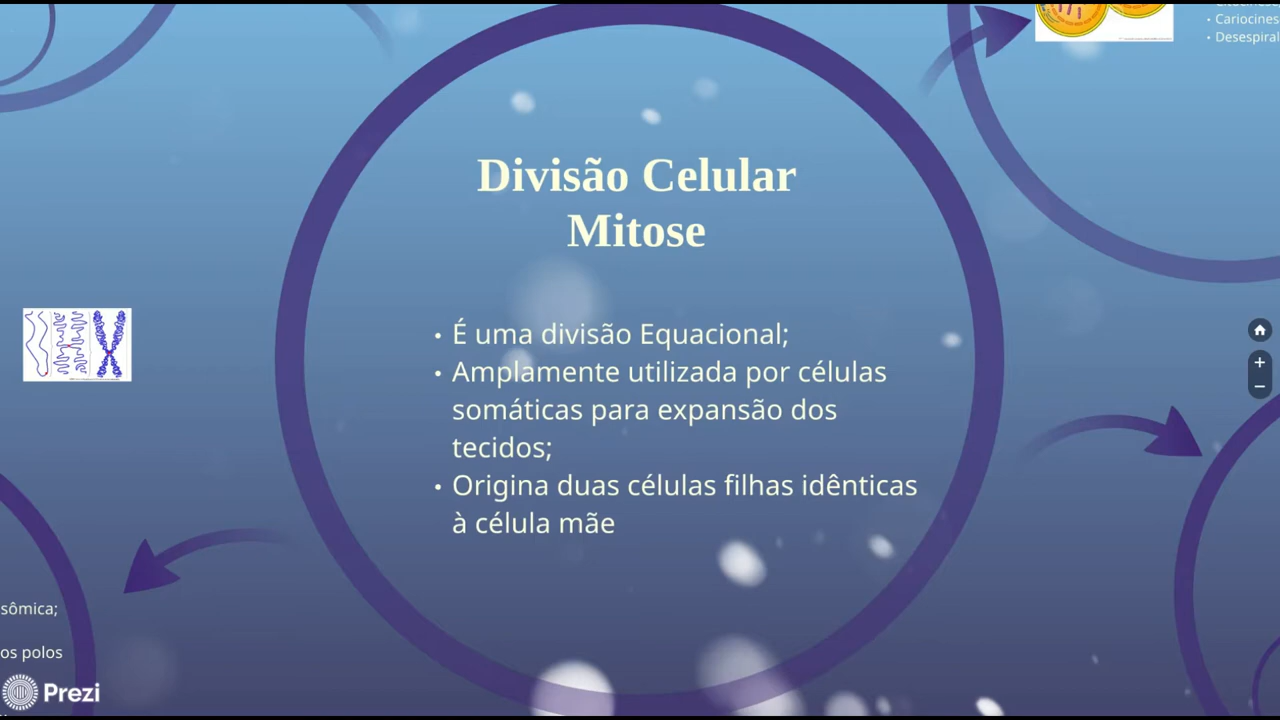 Divisão Celular
Mitose
• É uma divisão Equacional;
• Amplamente utilizada por células
somáticas para expansão dos
tecidos;
• Origina duas células filhas idênticas
à célula mãe
• Cariocines
• Desespiral
sômica;
os polos
Prezi